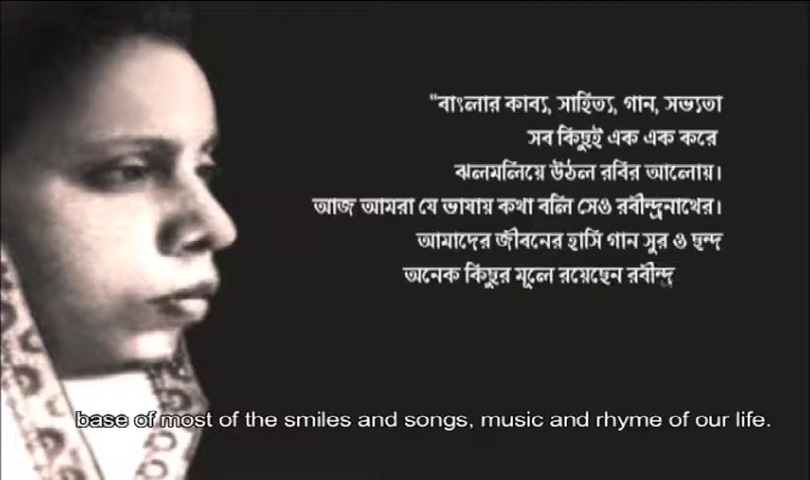 "বাংলার কাব্য, সাহিত্য, গান, সভ্যতা
সব কিছুই এক এক করে
ঝলমলিয়ে উঠল রবির আলোয়।
আজ আমরা যে ভাষায় কথা বলি সেও রবীন্দ্রনাথের।
আমাদের জীবনের হাসি গান সুর ও ছন্দ
অনেক কিছুর মূলে রয়েছেন রবীন্দ্র
base of most of the smiles and songs, music and rhyme of our life.